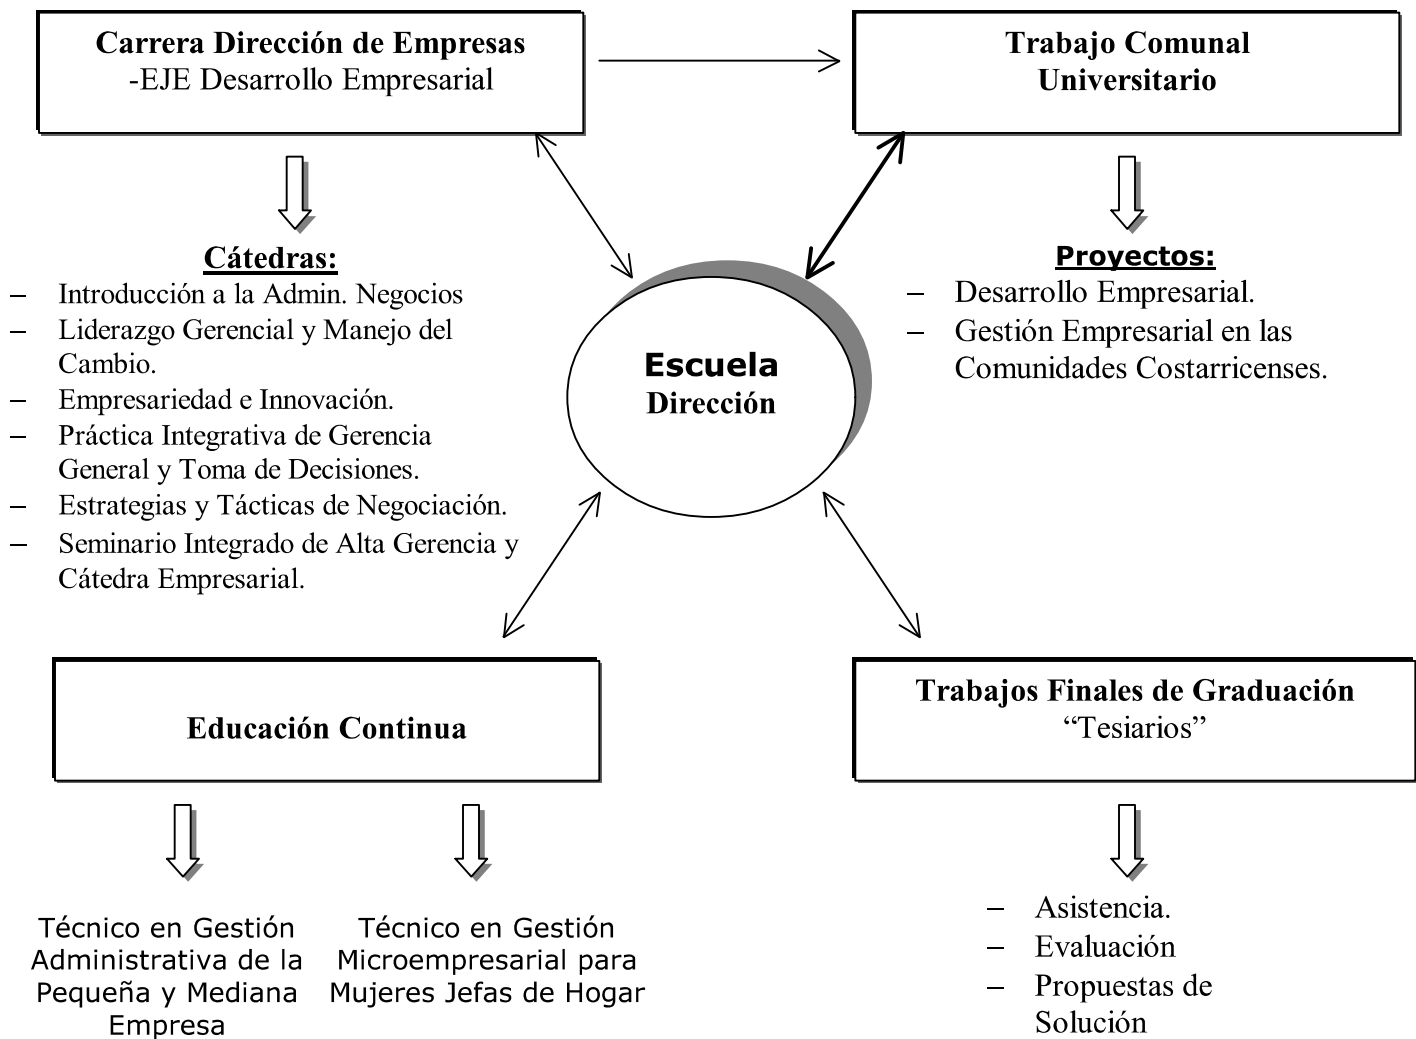 Carrera Dirección de Empresas
-EJE Desarrollo Empresarial
Trabajo Comunal
Universitario
Cátedras:
– Introducción a la Admin. Negocios
– Liderazgo Gerencial y Manejo del
Cambio.
– Empresariedad e Innovación.
– Práctica Integrativa de Gerencia
General y Toma de Decisiones.
– Estrategias y Tácticas de Negociación.
– Seminario Integrado de Alta Gerencia y
Cátedra Empresarial.
Proyectos:
– Desarrollo Empresarial.
– Gestión Empresarial en las
Comunidades Costarricenses.
Escuela
Dirección
Educación Continua
Trabajos Finales de Graduación
“Tesiarios”
Técnico en Gestión
Administrativa de la
Pequeña y Mediana
Empresa
Técnico en Gestión
Microempresarial para
Mujeres Jefas de Hogar
– Asistencia.
– Evaluación
– Propuestas de
Solución